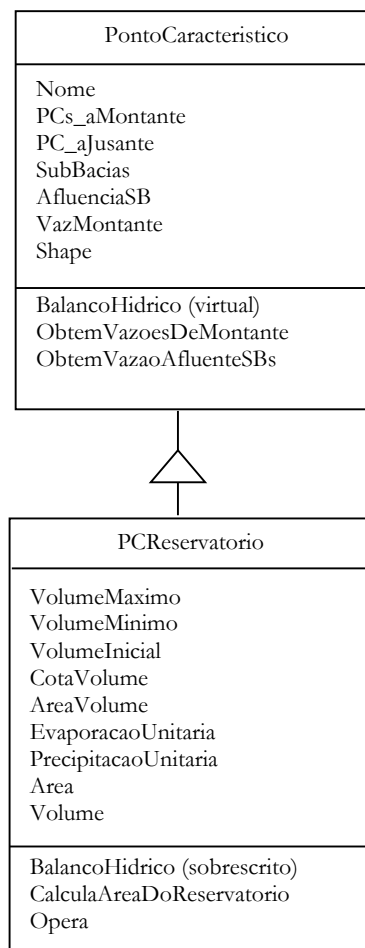 PontoCaracteristico
Nome
PCs_aMontante
PC_aJusante
SubBacias
AfluenciaSB
VazMontante
Shape
BalancoHidrico (virtual)
ObtemVazoesDeMontante
ObtemVazaoAfluenteSBs
PCReservatorio
VolumeMaximo
VolumeMinimo
VolumeInicial
CotaVolume
AreaVolume
EvaporacaoUnitaria
PrecipitacaoUnitaria
Area
Volume
BalancoHidrico (sobrescrito)
CalculaAreaDoReservatorio
Opera